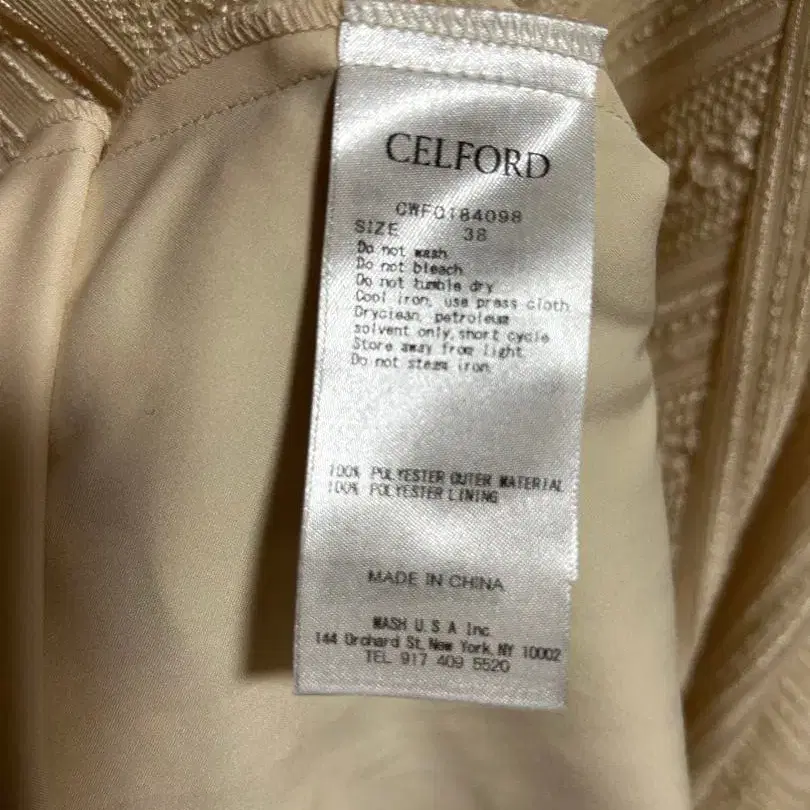 CELFORD
CWFO184098
SIZE 38
Do not wash
Do not bleach
Do not tumble dry
Cool iron, use press cloth
Dryclean, petroleum
solvent only, short cycle
Store away from light
Do not steam iron
100% POLYESTER OUTER MATERIAL
100% POLYESTER LINING
MADE IN CHINA
MASH U.S.A Inc.
144 Orchard St, New York, NY 10002
TEL 917 409 5520